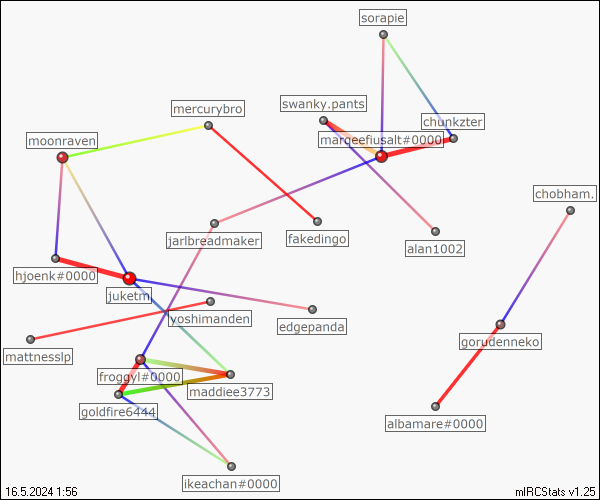 sorapie
swanky.pants
mercurybro
chunkzter
moonraven
marqeefiusalt#0000
chobham.
jarlbreadmaker
fakedingo
alan1002
hjoenk#0000
juketm
yoshimanden
edgepanda
gorudenneko
mattnesslp
froggyl#0000
maddiee3773
goldfire6444
albamare#0000
ikeachan#0000
16.5.2024 1:56
mIRCStats v1.25